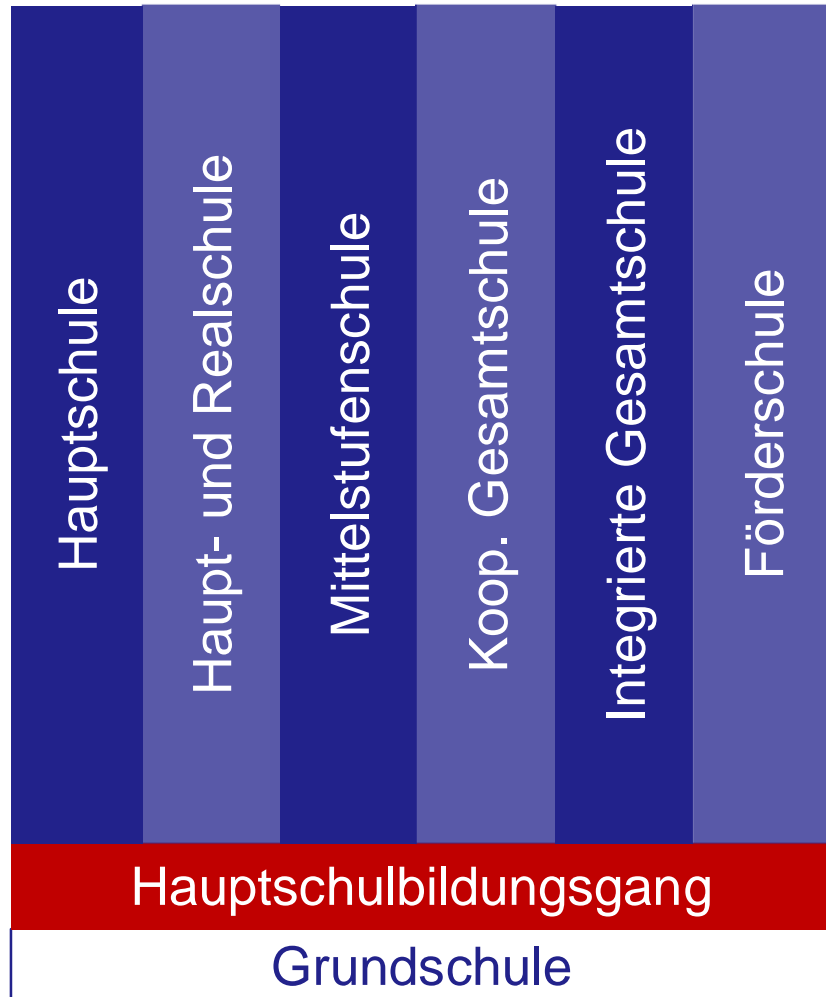 Hauptschule
Haupt- und Realschule
Mittelstufenschule
Koop. Gesamtschule
Integrierte Gesamtschule
Förderschule
Hauptschulbildungsgang
Grundschule